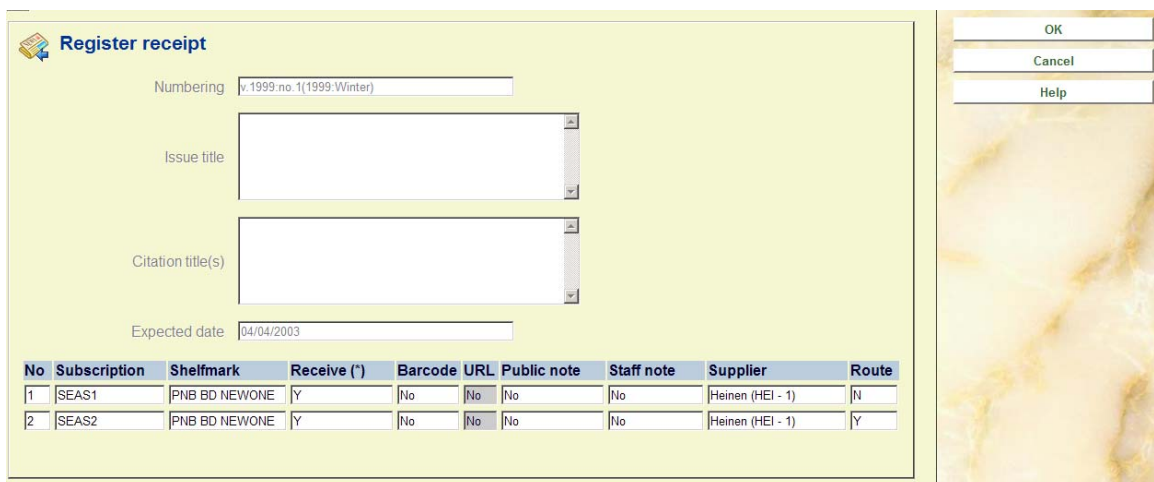 Register receipt
OK
Cancel
Help
Numbering v.1999:no.1(1999:Winter)
Issue title
Citation title(s)
Expected date 04/04/2003
No Subscription Shelfmark Receive (*) Barcode URL Public note Staff note Supplier Route
1 SEAS1 PNB BD NEWONE Y No No No No Heinen (HEI - 1) N
2 SEAS2 PNB BD NEWONE Y No No No No Heinen (HEI - 1) Y